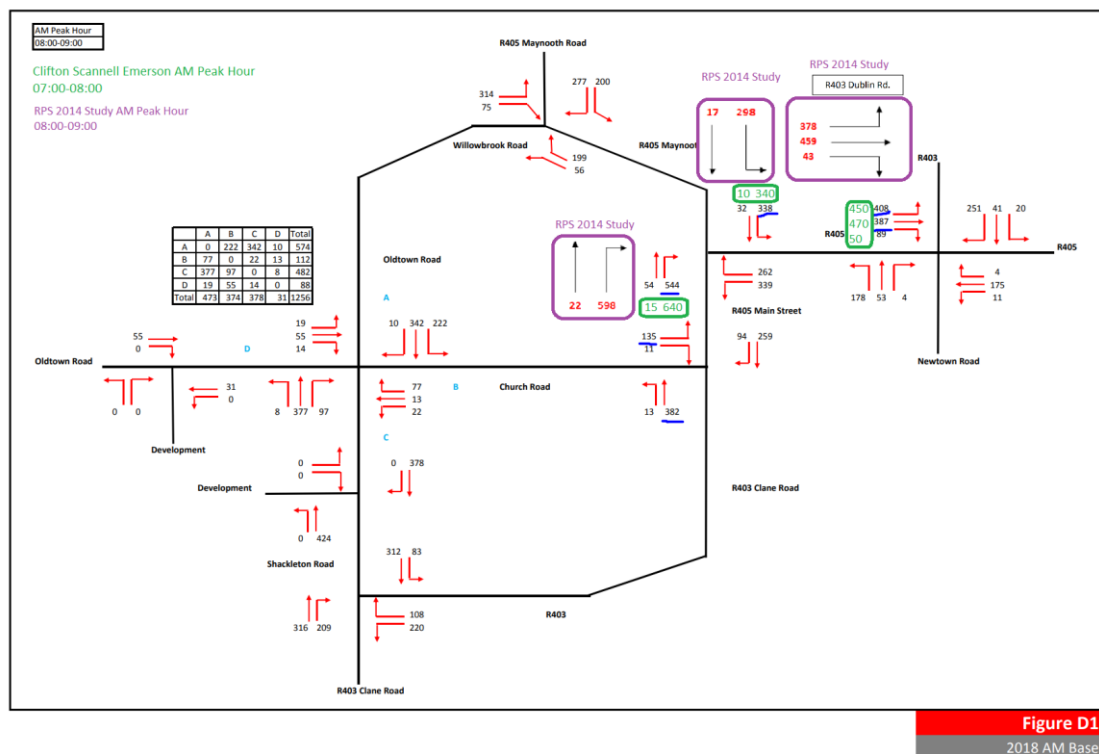 AM Peak Hour
08:00-09:00
Clifton Scannell Emerson AM Peak Hour
07:00-08:00
RPS 2014 Study AM Peak Hour
08:00-09:00
R405 Maynooth Road
314
75
277 200
Willowbrook Road
199
56
RPS 2014 Study
RPS 2014 Study
R403 Dublin Rd.
17 298
378
459
43
R405 Maynoot
R403
10 340
32 338
450 408
470 387
50 89
R405
251 41 20
R405
A B C D Total
A 0 222 342 10 574
B 77 0 22 13 112
C 377 97 0 8 482
D 19 55 14 0 88
Total 473 374 378 31 1256
Oldtown Road
A
RPS 2014 Study
22 598
54 544
15 640
262
339
R405 Main Street
178 53 4
4
175
11
Newtown Road
19
55
14
D
10 342 222
135
11
94 259
55
0
Oldtown Road
Church Road
0 0
31
0
8 377 97
77
13
22
B
13 382
Development
C
0
0
0 378
Development
R403 Clane Road
0 424
Shackleton Road
312 83
R403
316 209
108
220
R403 Clane Road
Figure D1
2018 AM Base